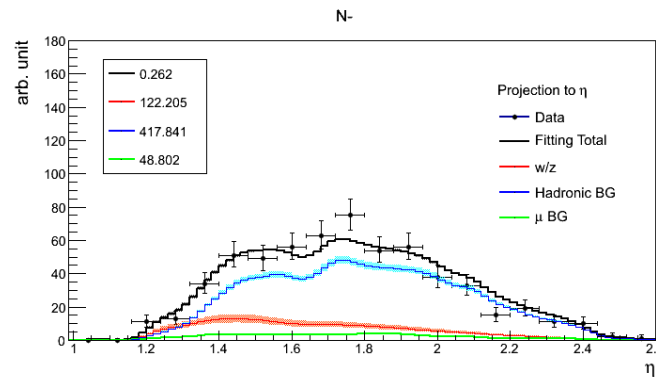 N-
arb. unit
180
160
140
120
100
80
60
40
20
0
0.262
122.205
417.841
48.802
Projection to η
Data
Fitting Total
w/z
Hadronic BG
μ BG
1 1.2 1.4 1.6 1.8 2 2.2 2.4 2.6
η